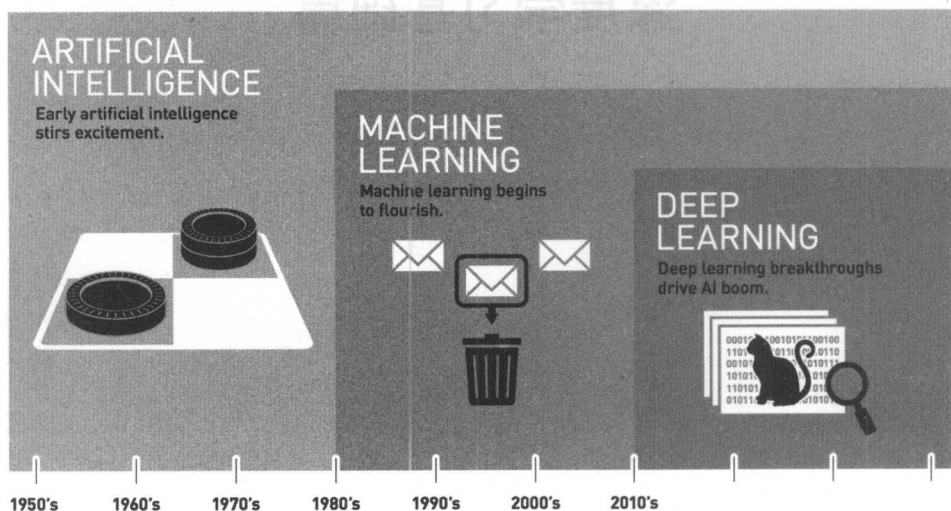 ARTIFICIAL
INTELLIGENCE
Early artificial intelligence
stirs excitement.
MACHINE
LEARNING
Machine learning begins
to flourish.
DEEP
LEARNING
Deep learning breakthroughs
drive AI boom.
1950's 1960's 1970's 1980's 1990's 2000's 2010's